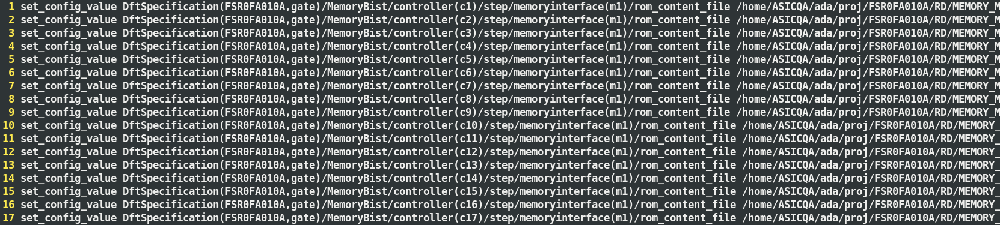 1 set_config_value DftSpecification(FSR0FA010A,gate)/MemoryBist/controller(c1)/step/memoryinterface(m1)/rom_content_file /home/ASICQA/ada/proj/FSR0FA010A/RD/MEMORY_M
2 set_config_value DftSpecification(FSR0FA010A,gate)/MemoryBist/controller(c2)/step/memoryinterface(m1)/rom_content_file /home/ASICQA/ada/proj/FSR0FA010A/RD/MEMORY_M
3 set_config_value DftSpecification(FSR0FA010A,gate)/MemoryBist/controller(c3)/step/memoryinterface(m1)/rom_content_file /home/ASICQA/ada/proj/FSR0FA010A/RD/MEMORY_M
4 set_config_value DftSpecification(FSR0FA010A,gate)/MemoryBist/controller(c4)/step/memoryinterface(m1)/rom_content_file /home/ASICQA/ada/proj/FSR0FA010A/RD/MEMORY_M
5 set_config_value DftSpecification(FSR0FA010A,gate)/MemoryBist/controller(c5)/step/memoryinterface(m1)/rom_content_file /home/ASICQA/ada/proj/FSR0FA010A/RD/MEMORY_M
6 set_config_value DftSpecification(FSR0FA010A,gate)/MemoryBist/controller(c6)/step/memoryinterface(m1)/rom_content_file /home/ASICQA/ada/proj/FSR0FA010A/RD/MEMORY_M
7 set_config_value DftSpecification(FSR0FA010A,gate)/MemoryBist/controller(c7)/step/memoryinterface(m1)/rom_content_file /home/ASICQA/ada/proj/FSR0FA010A/RD/MEMORY_M
8 set_config_value DftSpecification(FSR0FA010A,gate)/MemoryBist/controller(c8)/step/memoryinterface(m1)/rom_content_file /home/ASICQA/ada/proj/FSR0FA010A/RD/MEMORY_M
9 set_config_value DftSpecification(FSR0FA010A,gate)/MemoryBist/controller(c9)/step/memoryinterface(m1)/rom_content_file /home/ASICQA/ada/proj/FSR0FA010A/RD/MEMORY_M
10 set_config_value DftSpecification(FSR0FA010A,gate)/MemoryBist/controller(c10)/step/memoryinterface(m1)/rom_content_file /home/ASICQA/ada/proj/FSR0FA010A/RD/MEMORY_
11 set_config_value DftSpecification(FSR0FA010A,gate)/MemoryBist/controller(c11)/step/memoryinterface(m1)/rom_content_file /home/ASICQA/ada/proj/FSR0FA010A/RD/MEMORY_
12 set_config_value DftSpecification(FSR0FA010A,gate)/MemoryBist/controller(c12)/step/memoryinterface(m1)/rom_content_file /home/ASICQA/ada/proj/FSR0FA010A/RD/MEMORY_
13 set_config_value DftSpecification(FSR0FA010A,gate)/MemoryBist/controller(c13)/step/memoryinterface(m1)/rom_content_file /home/ASICQA/ada/proj/FSR0FA010A/RD/MEMORY_
14 set_config_value DftSpecification(FSR0FA010A,gate)/MemoryBist/controller(c14)/step/memoryinterface(m1)/rom_content_file /home/ASICQA/ada/proj/FSR0FA010A/RD/MEMORY_
15 set_config_value DftSpecification(FSR0FA010A,gate)/MemoryBist/controller(c15)/step/memoryinterface(m1)/rom_content_file /home/ASICQA/ada/proj/FSR0FA010A/RD/MEMORY_
16 set_config_value DftSpecification(FSR0FA010A,gate)/MemoryBist/controller(c16)/step/memoryinterface(m1)/rom_content_file /home/ASICQA/ada/proj/FSR0FA010A/RD/MEMORY_
17 set_config_value DftSpecification(FSR0FA010A,gate)/MemoryBist/controller(c17)/step/memoryinterface(m1)/rom_content_file /home/ASICQA/ada/proj/FSR0FA010A/RD/MEMORY_